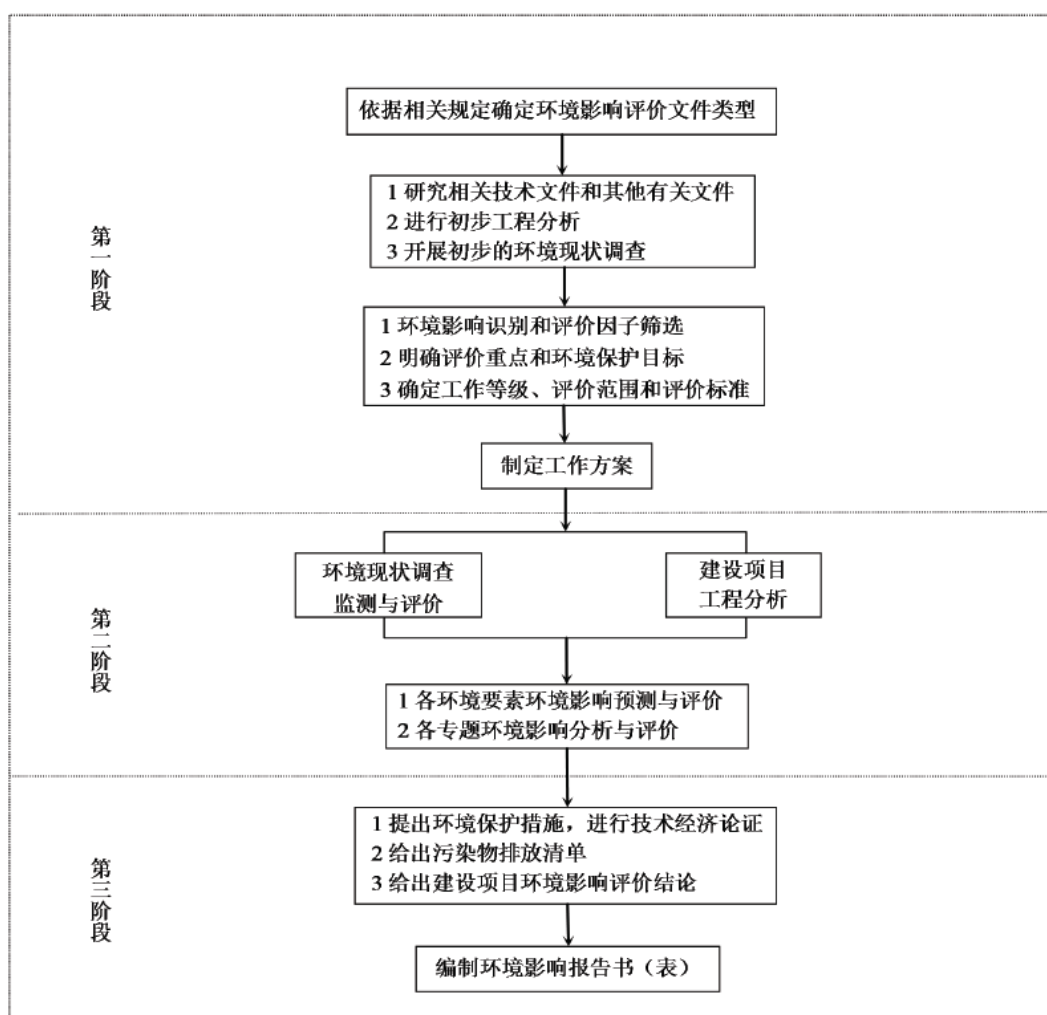 依据相关规定确定环境影响评价文件类型
1 研究相关技术文件和其他有关文件
2 进行初步工程分析
3 开展初步的环境现状调查
第一阶段
1 环境影响识别和评价因子筛选
2 明确评价重点和环境保护目标
3 确定工作等级、评价范围和评价标准
制定工作方案
环境现状调查
监测与评价
建设项目
工程分析
第二阶段
1 各环境要素环境影响预测与评价
2 各专题环境影响分析与评价
1 提出环境保护措施，进行技术经济论证
2 给出污染物排放清单
3 给出建设项目环境影响评价结论
第三阶段
编制环境影响报告书（表）